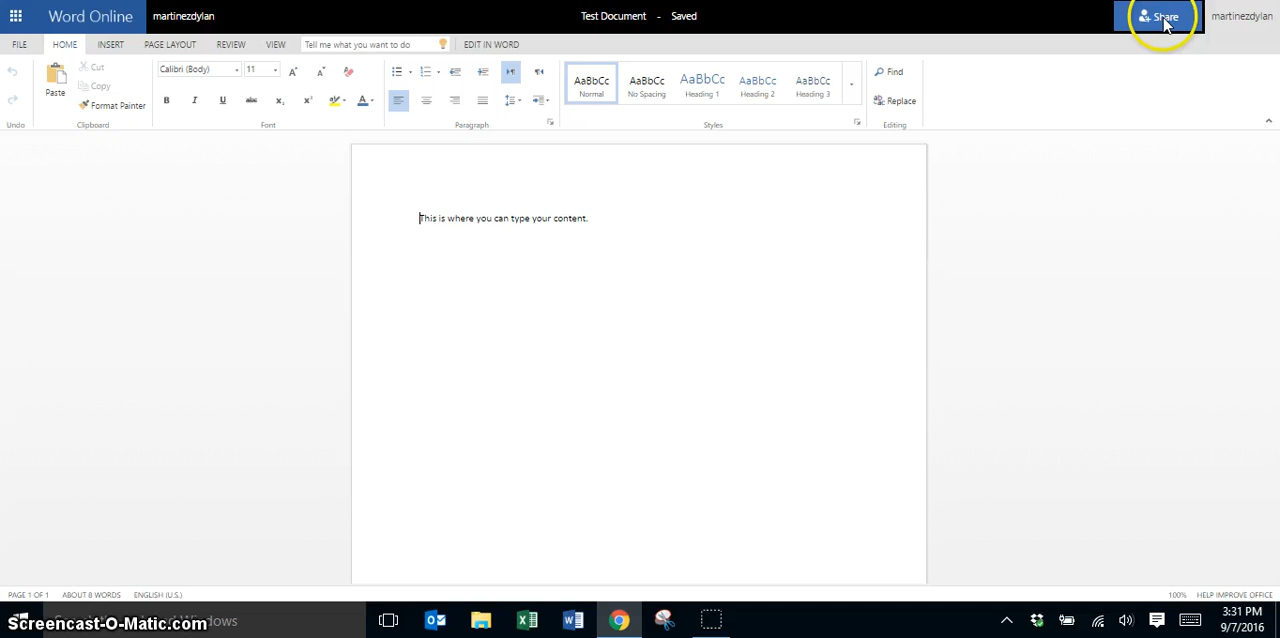 Word Online martinezdylan Test Document - Saved Share martinezdylan
FILE HOME INSERT PAGE LAYOUT REVIEW VIEW Tell me what you want to do EDIT IN WORD
Paste Cut Copy Format Painter
Calibri (Body) 11
B I U abc x₂ x²
A
AaBbCc AaBbCc AaBbCc AaBbCc AaBbCc
Normal No Spacing Heading 1 Heading 2 Heading 3
Find
Replace
Undo Clipboard Font Paragraph Styles Editing
This is where you can type your content.
PAGE 1 OF 1 ABOUT 8 WORDS ENGLISH (U.S.) 100% HELP IMPROVE OFFICE
Screencast-O-Matic.com Windows
3:31 PM
9/7/2016